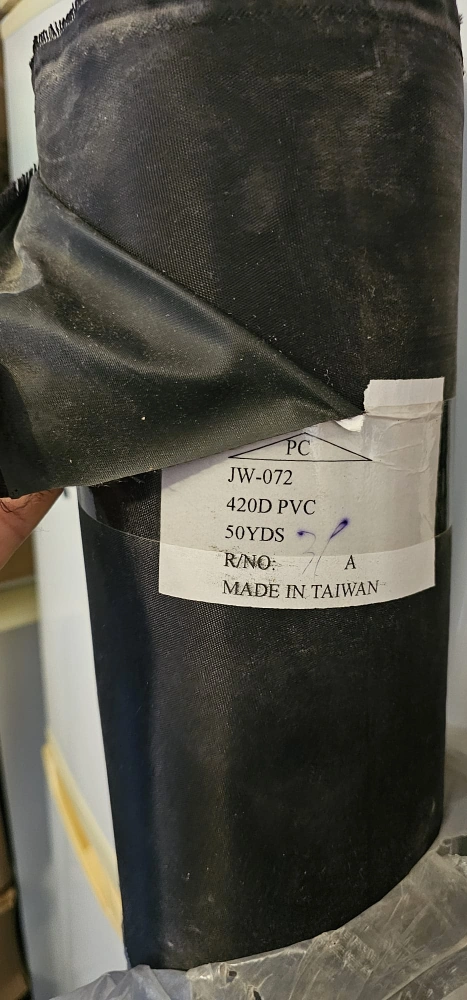 PC
JW-072
420D PVC
50YDS
R/NO: A
MADE IN TAIWAN